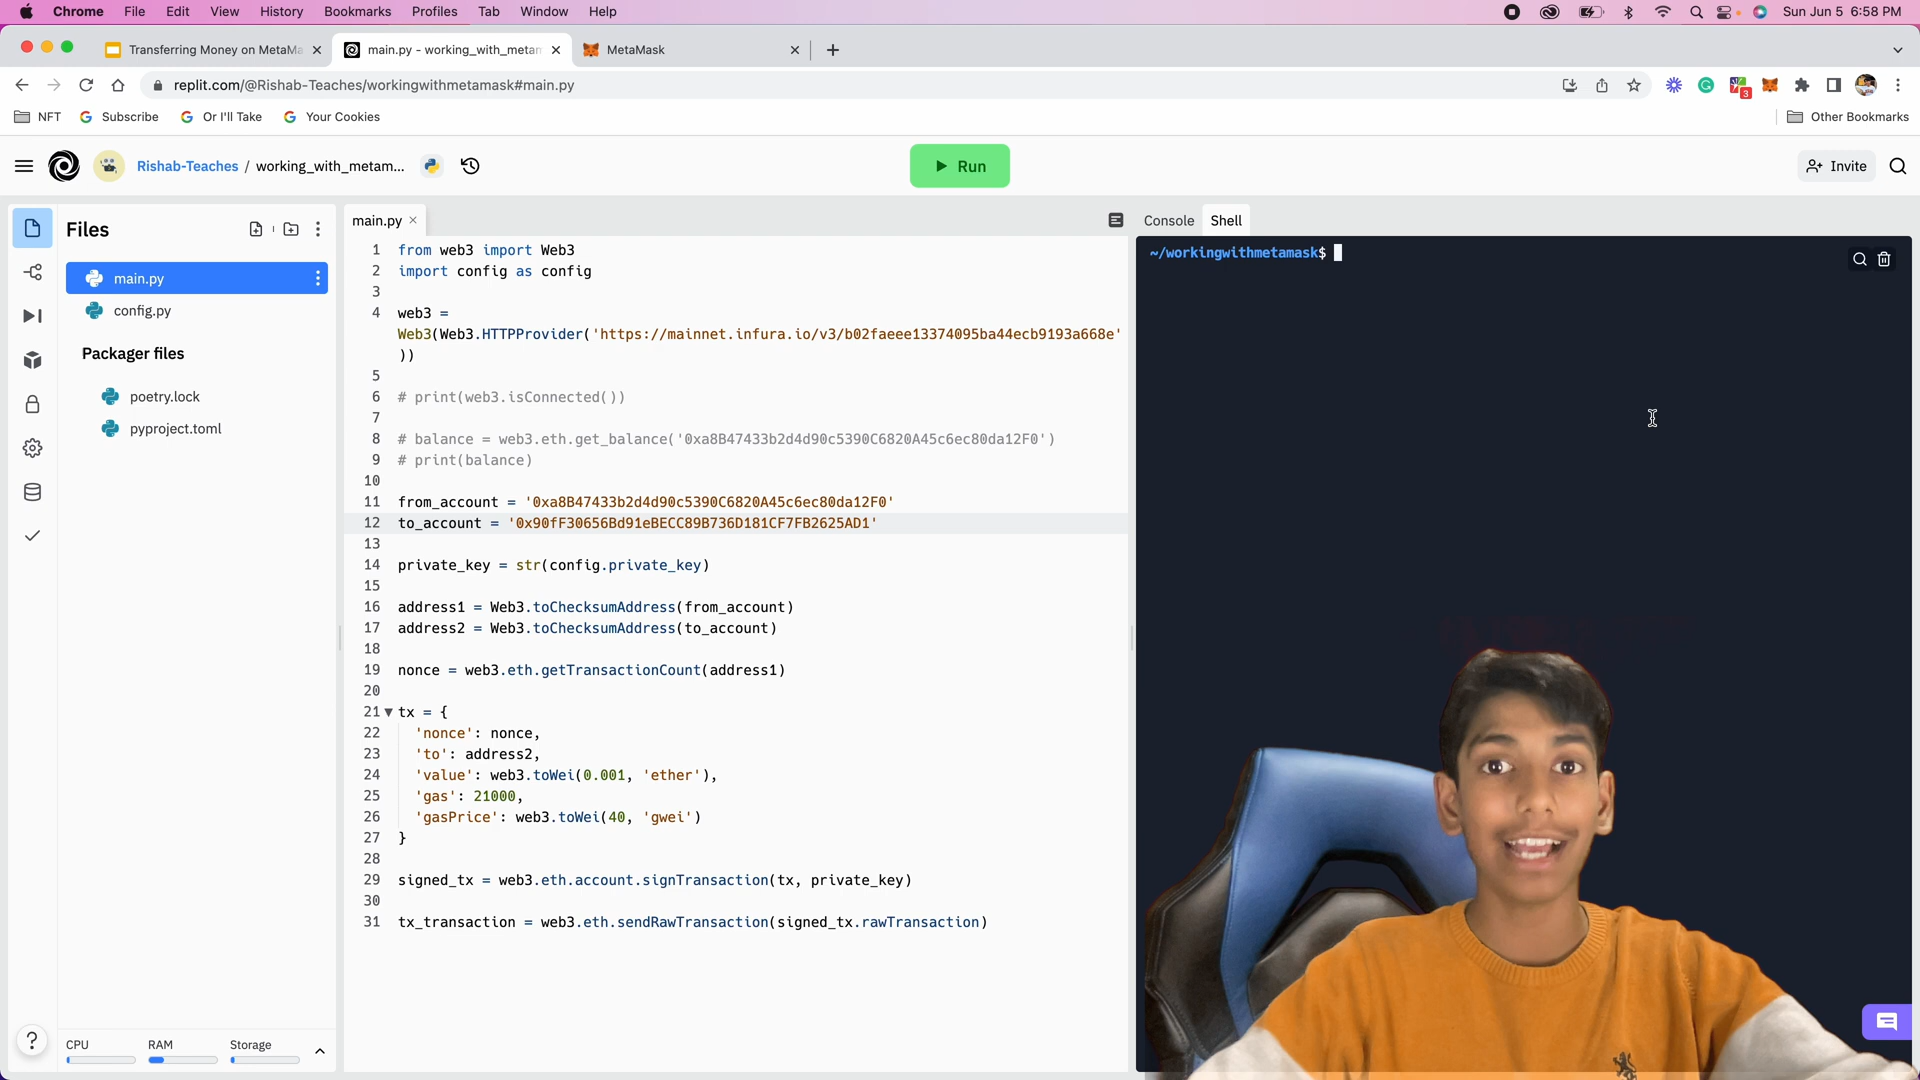 Chrome File Edit View History Bookmarks Profiles Tab Window Help Sun Jun 5 6:58 PM
Transferring Money on MetaMa main.py - working_with_metam MetaMask
replit.com/@Rishab-Teaches/workingwithmetamask#main.py 3
NFT Subscribe Or I'll Take Your Cookies Other Bookmarks
Rishab-Teaches / working_with_metam... Run Invite
Files
main.py
config.py
Packager files
poetry.lock
pyproject.toml
CPU RAM Storage
?
main.py
1 from web3 import Web3
2 import config as config
3
4 web3 =
Web3(Web3.HTTPProvider('https://mainnet.infura.io/v3/b02faeee13374095ba44ecb9193a668e'
))
5
6 # print(web3.isConnected())
7
8 # balance = web3.eth.get_balance('0xa8B47433b2d4d90c5390C6820A45c6ec80da12F0')
9 # print(balance)
10
11 from_account = '0xa8B47433b2d4d90c5390C6820A45c6ec80da12F0'
12 to_account = '0x90fF30656Bd91eBECC89B736D181CF7FB2625AD1'
13
14 private_key = str(config.private_key)
15
16 address1 = Web3.toChecksumAddress(from_account)
17 address2 = Web3.toChecksumAddress(to_account)
18
19 nonce = web3.eth.getTransactionCount(address1)
20
21 tx = {
22 'nonce': nonce,
23 'to': address2,
24 'value': web3.toWei(0.001, 'ether'),
25 'gas': 21000,
26 'gasPrice': web3.toWei(40, 'gwei')
27 }
28
29 signed_tx = web3.eth.account.signTransaction(tx, private_key)
30
31 tx_transaction = web3.eth.sendRawTransaction(signed_tx.rawTransaction)
Console Shell
~/workingwithmetamask$